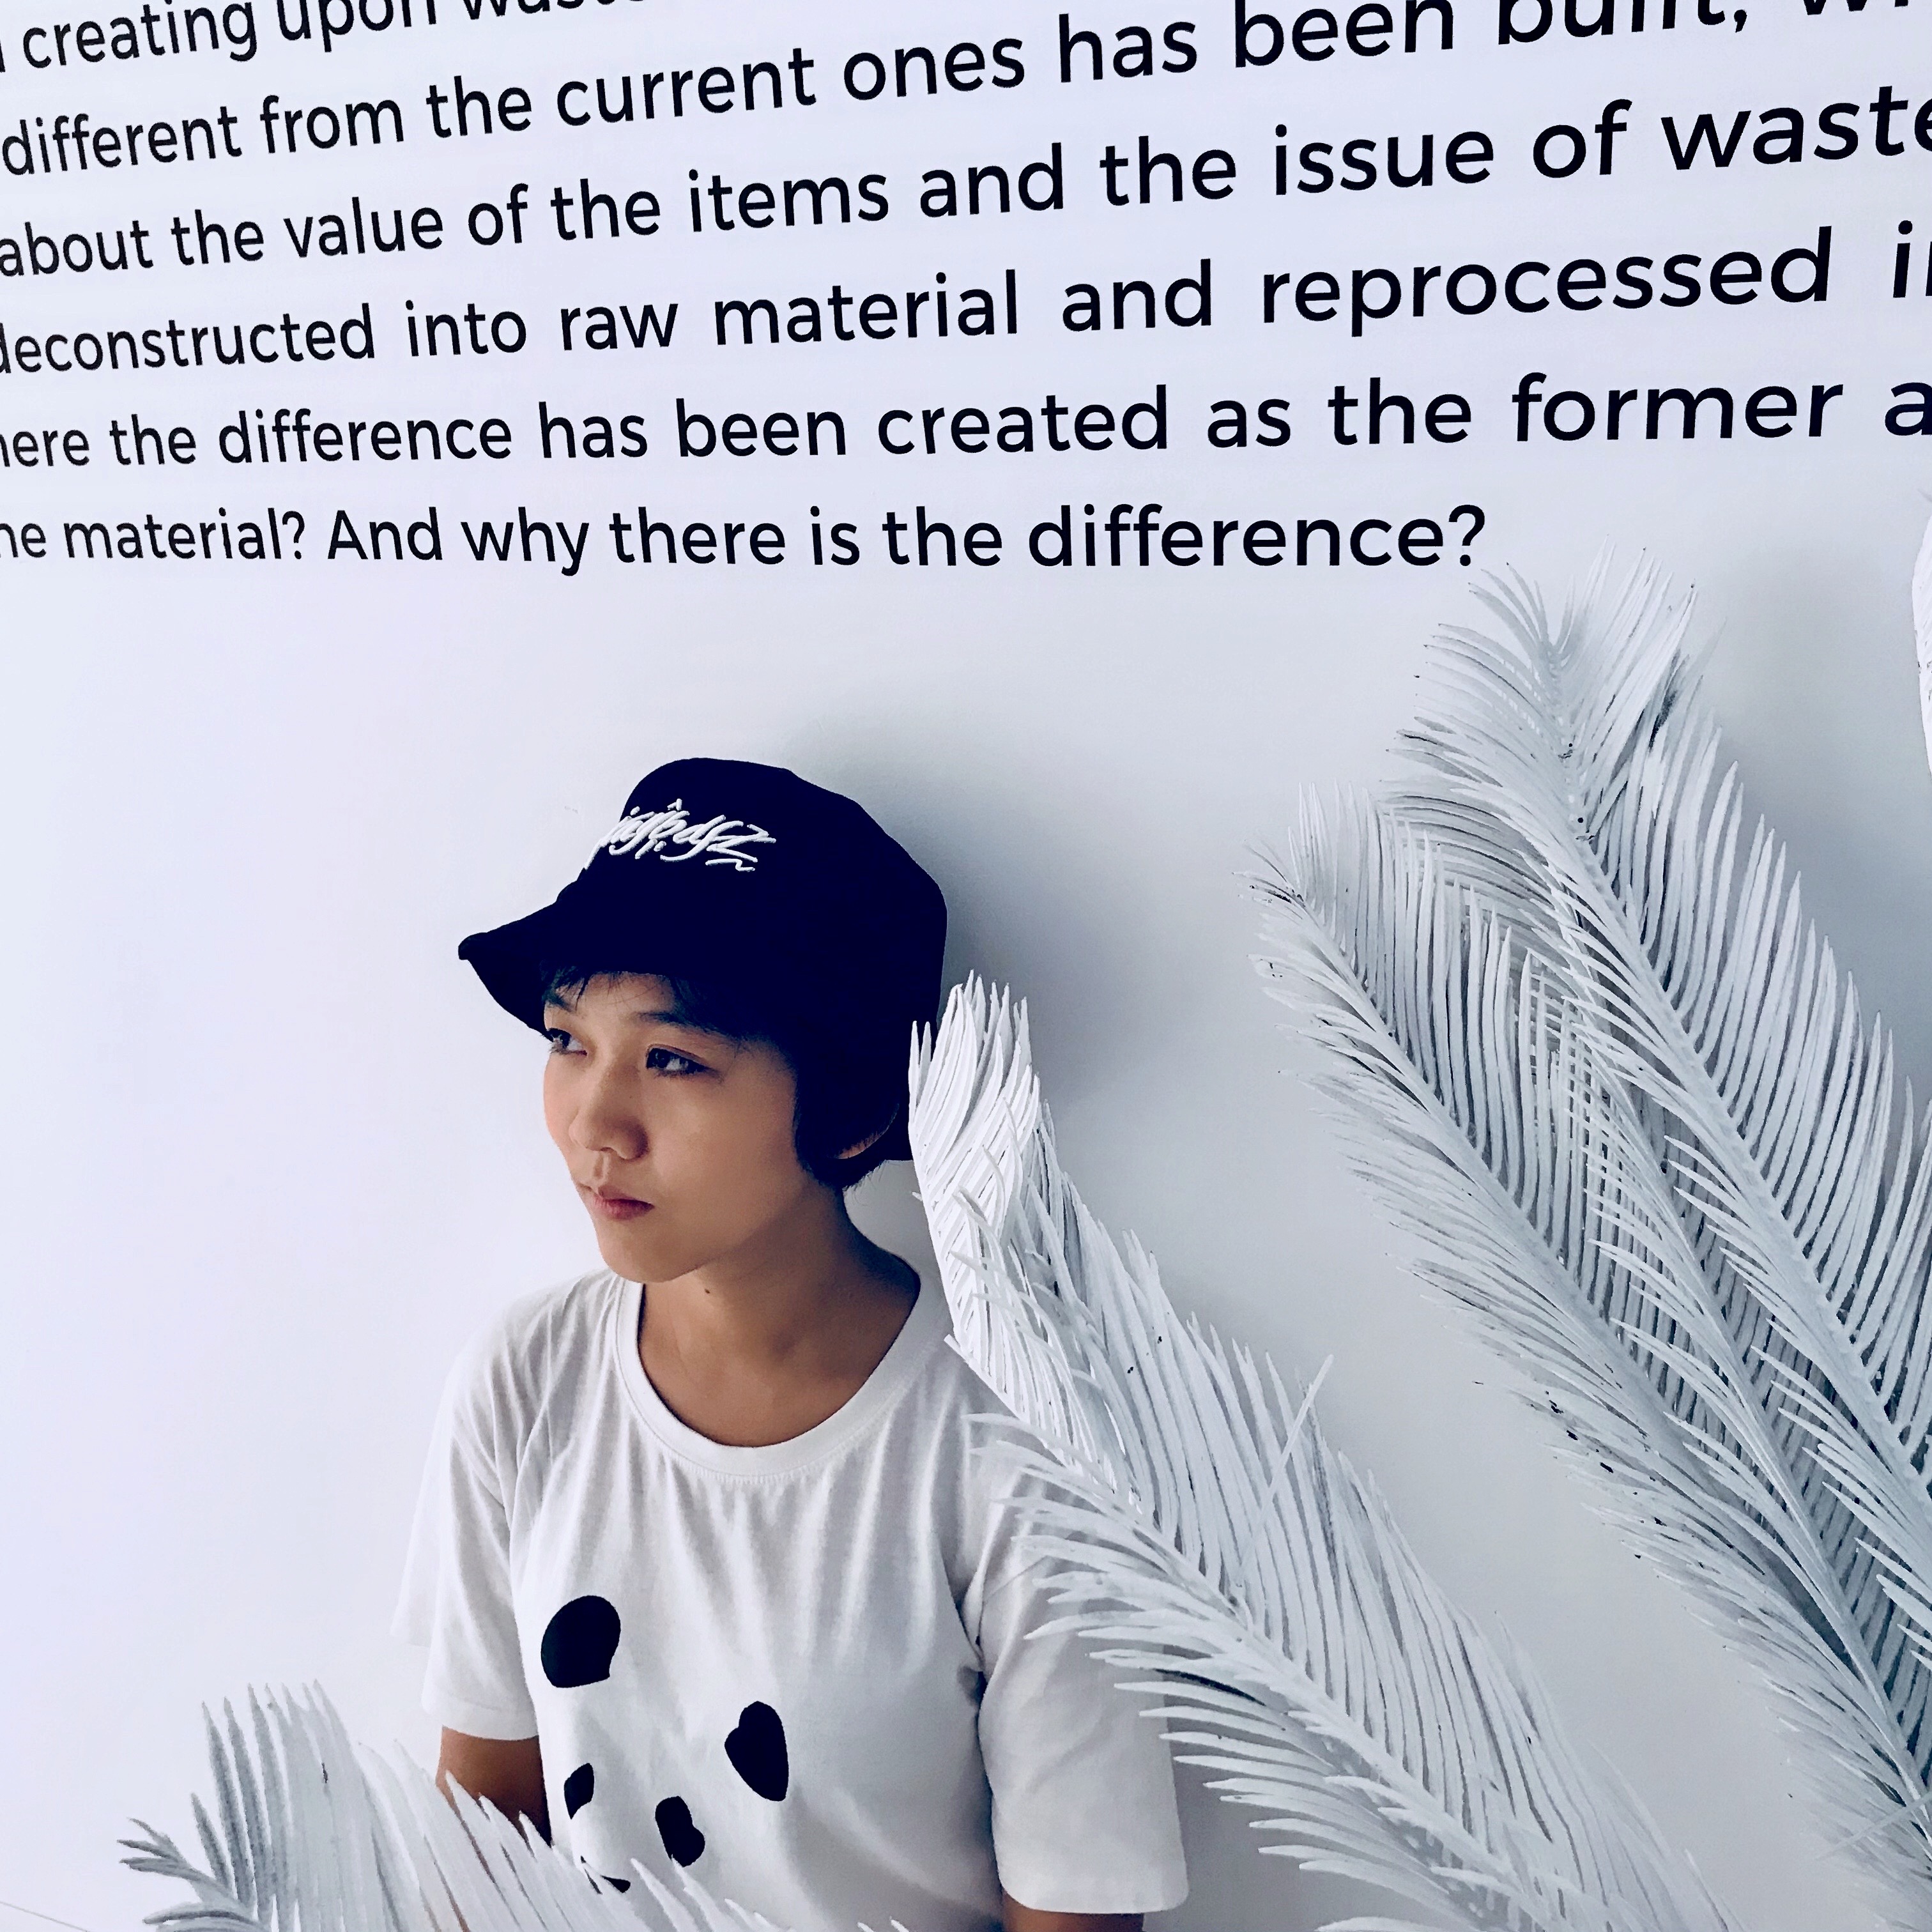 creating upon
different from the current ones has been built,
about the value of the items and the issue of waste
deconstructed into raw material and reprocessed
the difference has been created as the former
material? And why there is the difference?